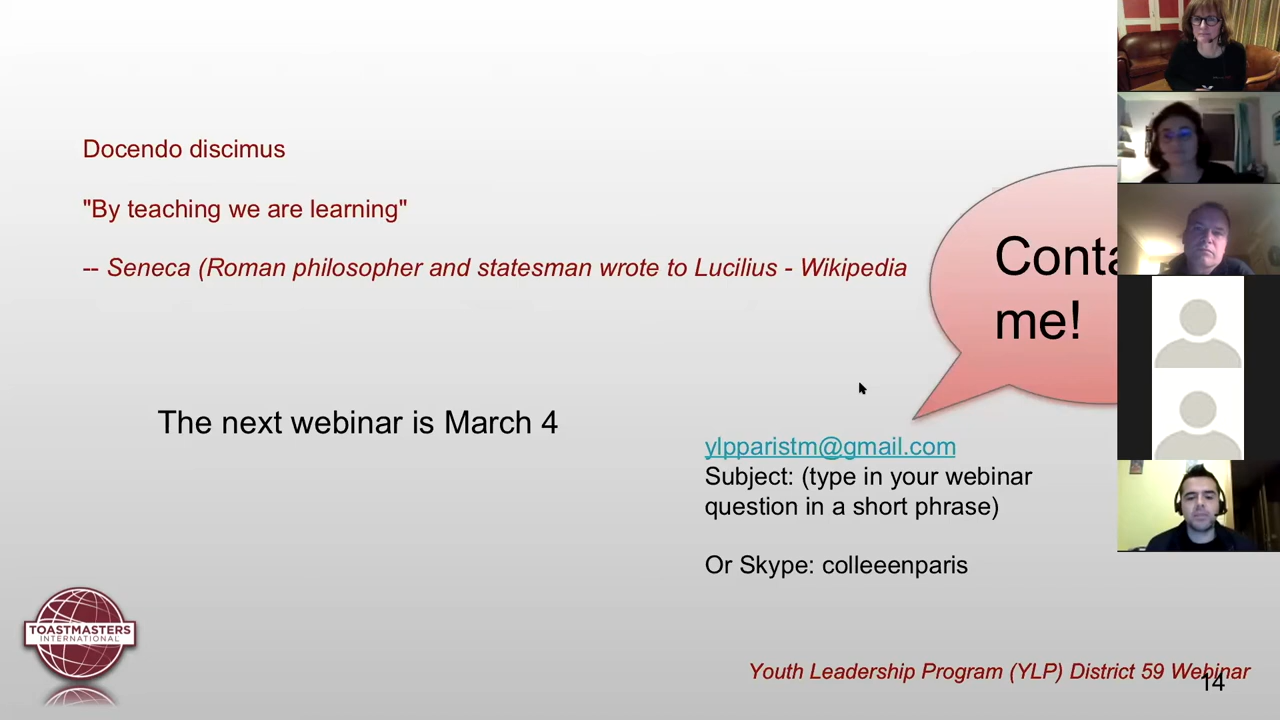 Docendo discimus
"By teaching we are learning"
-- Seneca (Roman philosopher and statesman wrote to Lucilius - Wikipedia
Conta
me!
The next webinar is March 4
ylpparistm@gmail.com
Subject: (type in your webinar
question in a short phrase)
Or Skype: colleeenparis
TOASTMASTERS
INTERNATIONAL
Youth Leadership Program (YLP) District 59 Webinar
14